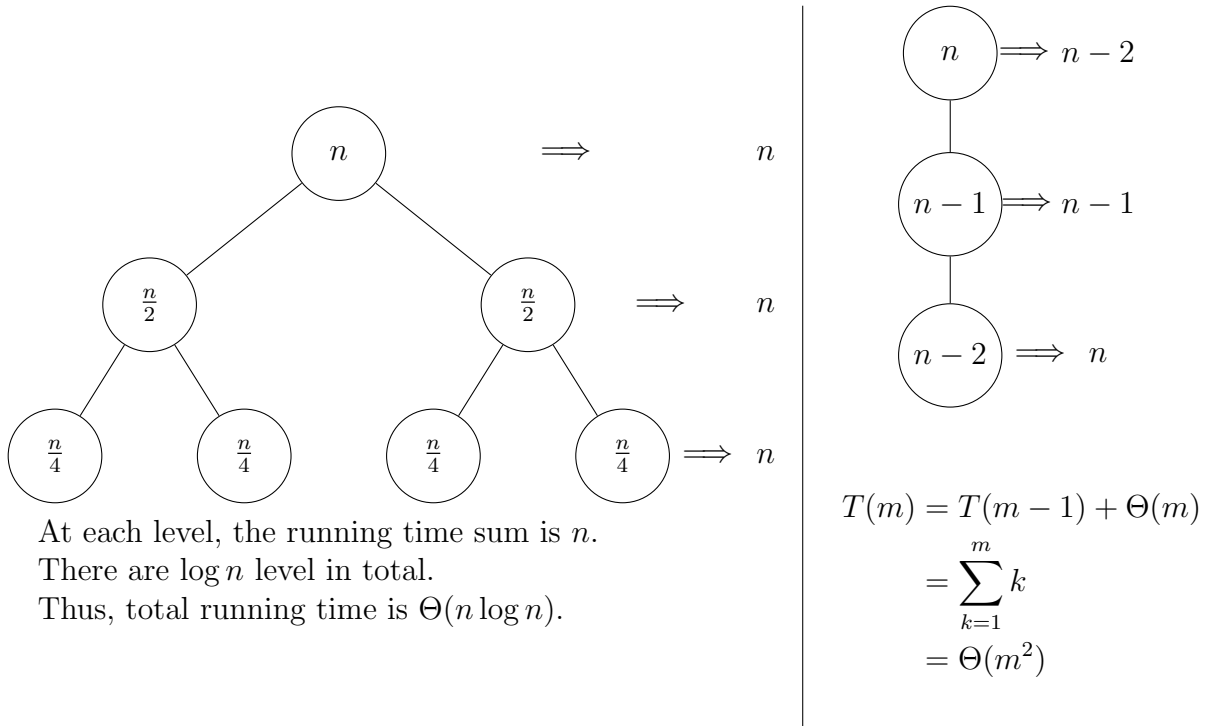 n ⟹ n
n/2 n/2 ⟹ n
n/4 n/4 n/4 n/4 ⟹ n
At each level, the running time sum is n.
There are log n level in total.
Thus, total running time is Θ(n log n).
n ⟹ n − 2
n − 1 ⟹ n − 1
n − 2 ⟹ n
T(m) = T(m − 1) + Θ(m)
= ∑_{k=1}^{m} k
= Θ(m²)